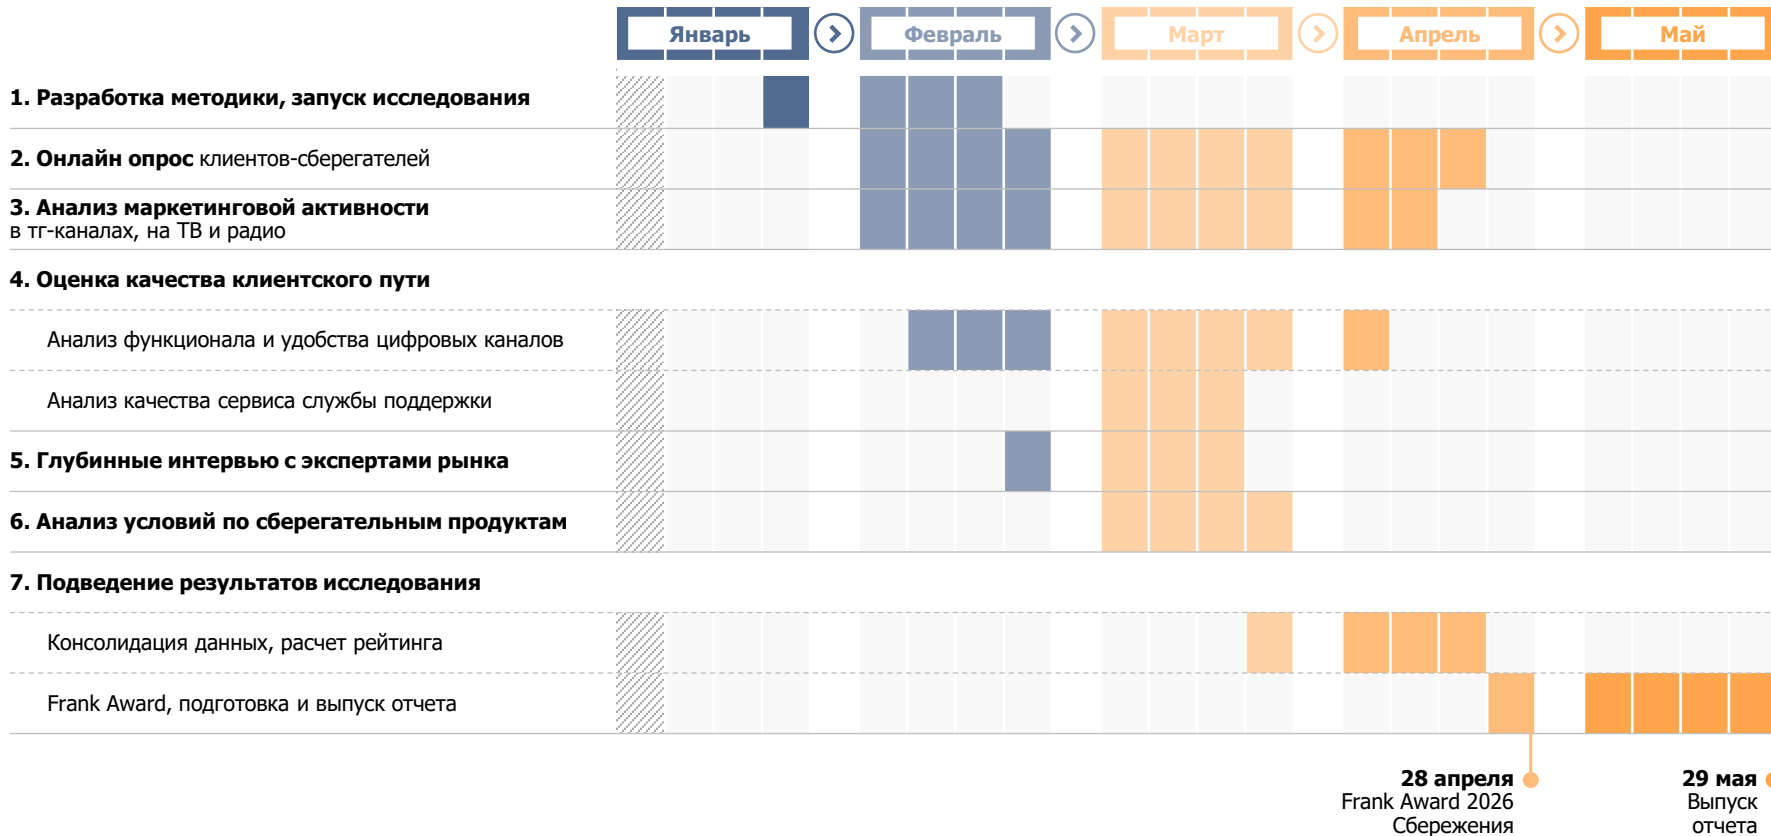 Январь
Февраль
Март
Апрель
Май
1. Разработка методики, запуск исследования
2. Онлайн опрос клиентов-сберегателей
3. Анализ маркетинговой активности
в тг-каналах, на ТВ и радио
4. Оценка качества клиентского пути
Анализ функционала и удобства цифровых каналов
Анализ качества сервиса службы поддержки
5. Глубинные интервью с экспертами рынка
6. Анализ условий по сберегательным продуктам
7. Подведение результатов исследования
Консолидация данных, расчет рейтинга
Frank Award, подготовка и выпуск отчета
28 апреля
Frank Award 2026
Сбережения
29 мая
Выпуск
отчета